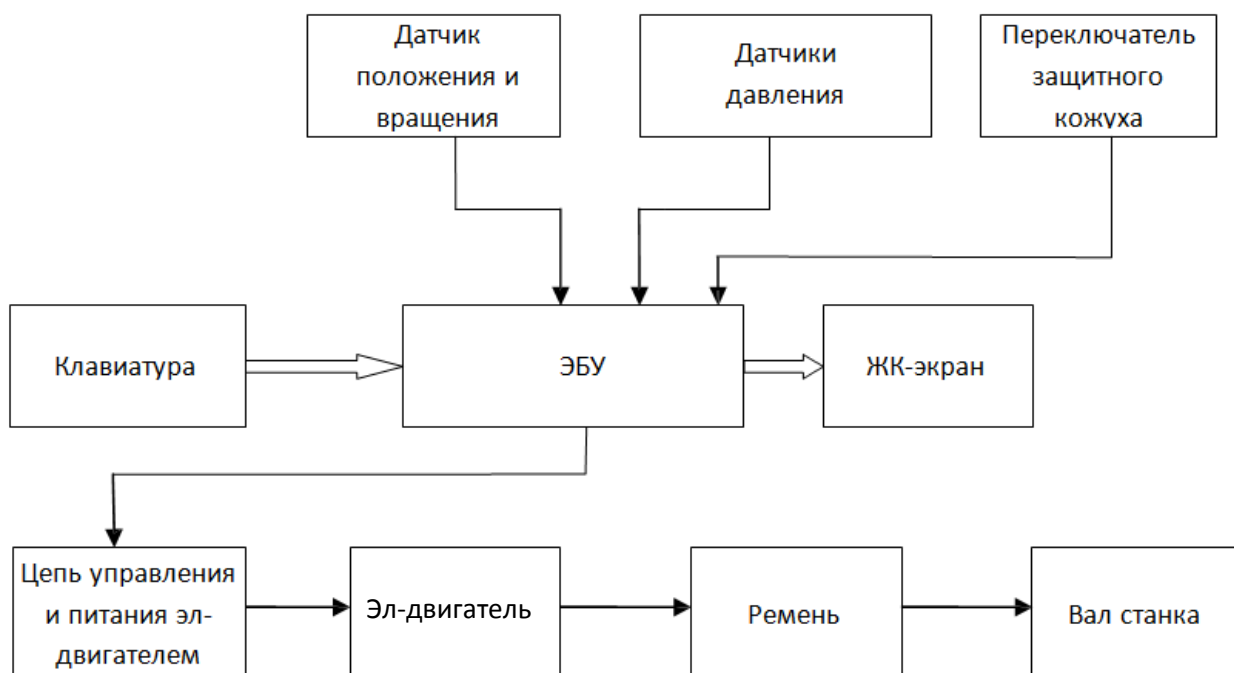 Датчик
положения и
вращения
Датчики
давления
Переключатель
защитного
кожуха
Клавиатура
ЭБУ
ЖК-экран
Цепь управления
и питания эл-
двигателем
Эл-двигатель
Ремень
Вал станка